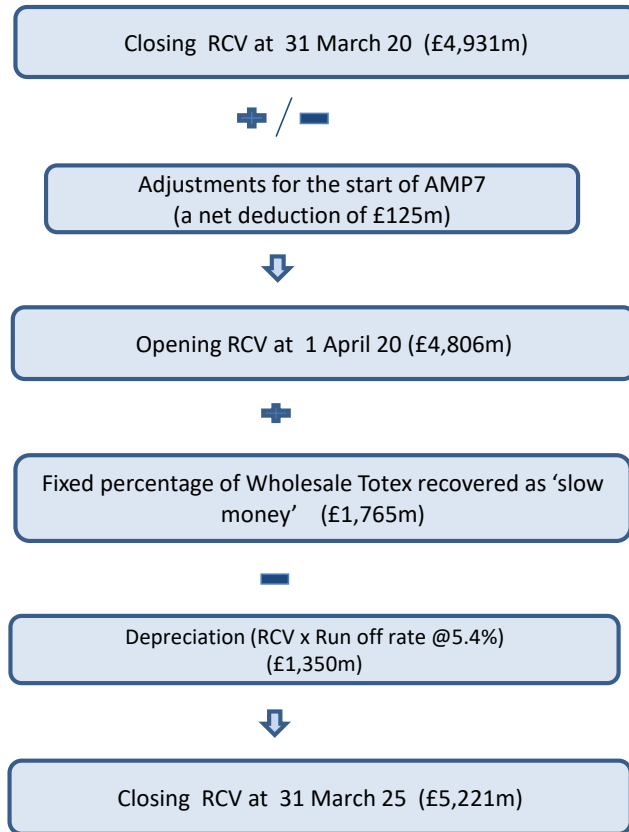 Closing RCV at 31 March 20 (£4,931m)
Adjustments for the start of AMP7
(a net deduction of £125m)
Opening RCV at 1 April 20 (£4,806m)
Fixed percentage of Wholesale Totex recovered as ‘slow
money’ (£1,765m)
Depreciation (RCV x Run off rate @5.4%)
(£1,350m)
Closing RCV at 31 March 25 (£5,221m)